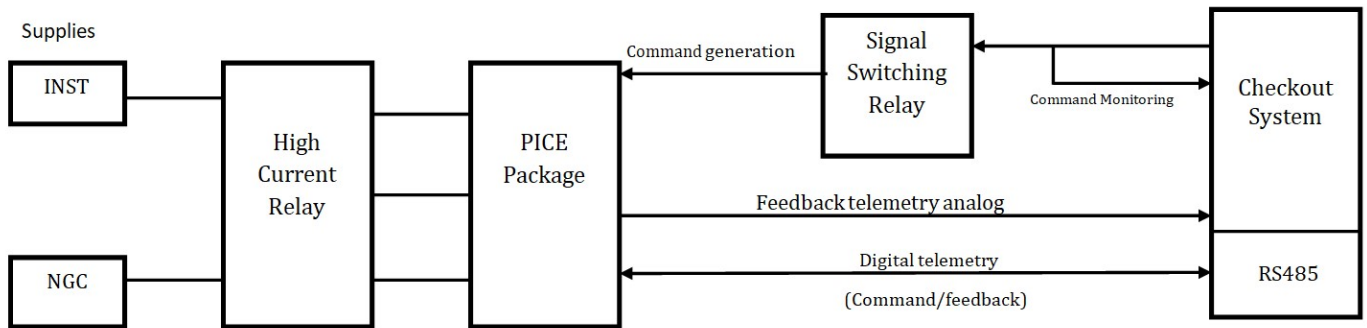 Supplies
INST
NGC
High
Current
Relay
PICE
Package
Command generation
Signal
Switching
Relay
Command Monitoring
Checkout
System
Feedback telemetry analog
Digital telemetry
(Command/feedback)
RS485